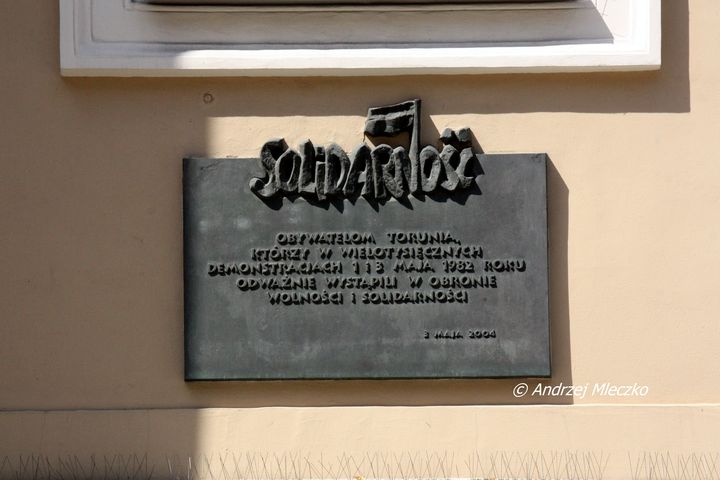 SOLIDARNOŚĆ
OBYWATELOM TORUNIA,
KTÓRZY W WIELOTYSIĘCZNYCH
DEMONSTRACJACH 1 i 3 MAJA 1982 ROKU
ODWAŻNIE WYSTĄPILI W OBRONIE
WOLNOŚCI I SOLIDARNOŚCI
3 MAJA 2004
© Andrzej Mleczko